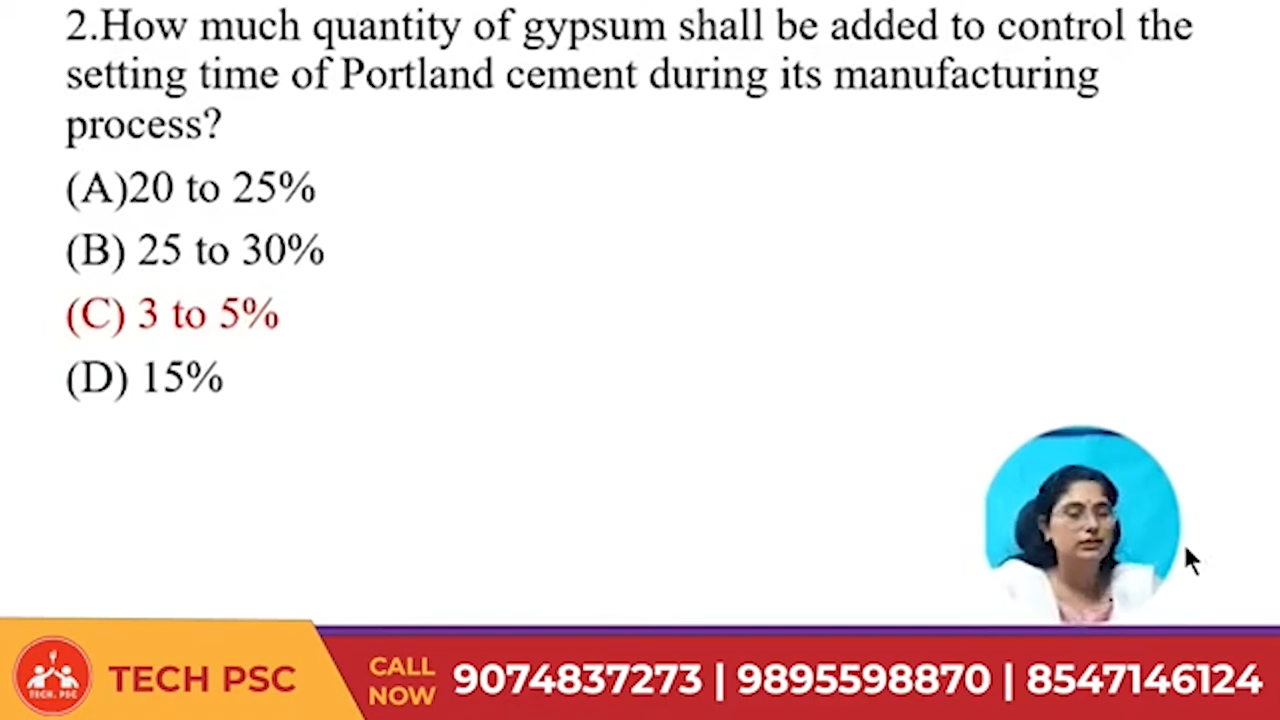 2.How much quantity of gypsum shall be added to control the
setting time of Portland cement during its manufacturing
process?
(A)20 to 25%
(B) 25 to 30%
(C) 3 to 5%
(D) 15%
TECH. PSC
TECH PSC
CALL
NOW
9074837273 | 9895598870 | 8547146124